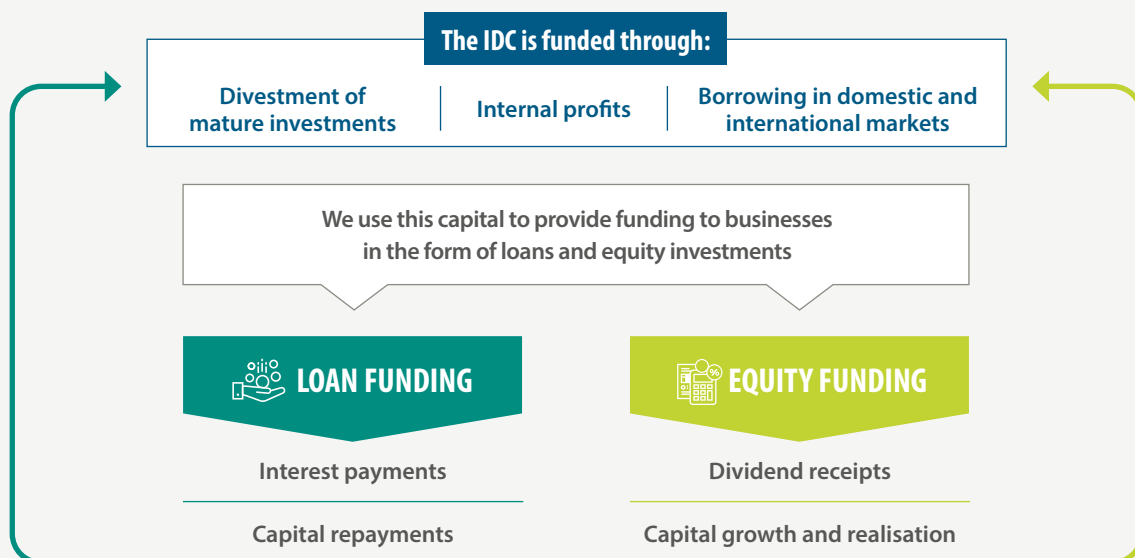 The IDC is funded through:
Divestment of
mature investments
Internal profits
Borrowing in domestic and
international markets
We use this capital to provide funding to businesses
in the form of loans and equity investments
LOAN FUNDING
Interest payments
Capital repayments
%
EQUITY FUNDING
Dividend receipts
Capital growth and realisation